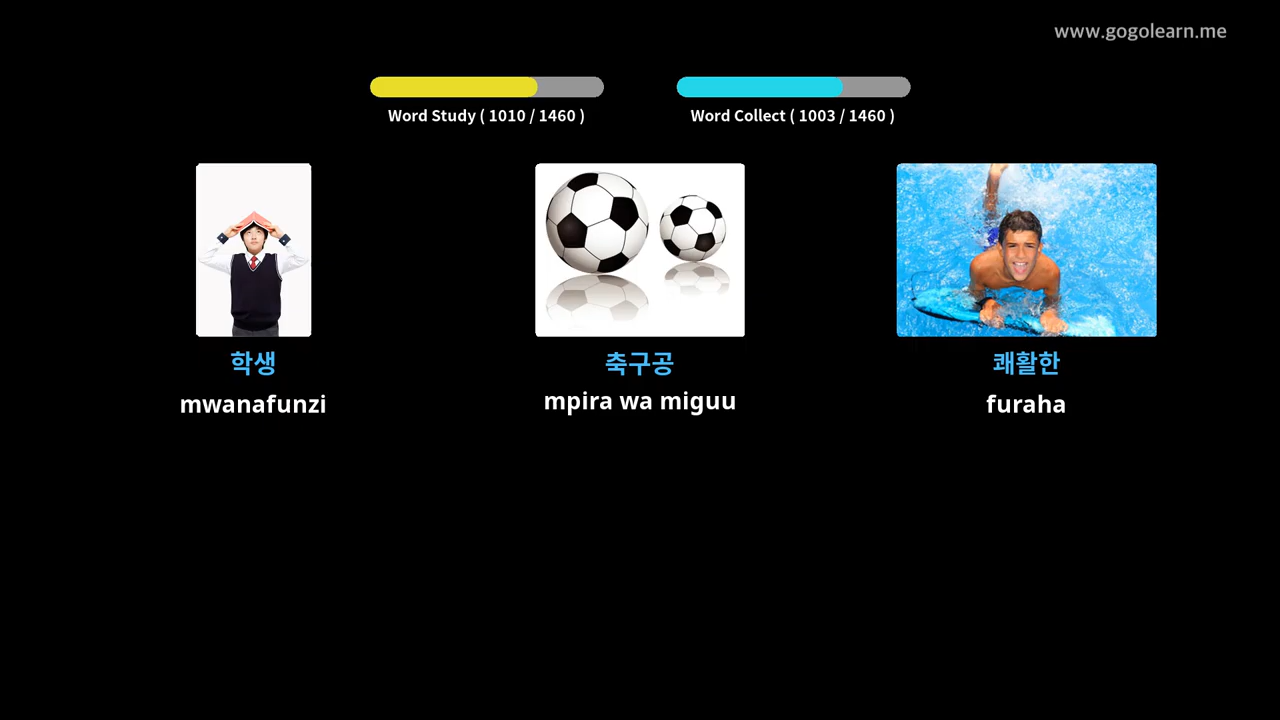 www.gogolearn.me
Word Study ( 1010 / 1460 )
Word Collect ( 1003 / 1460 )
학생
mwanafunzi
축구공
mpira wa miguu
쾌활한
furaha